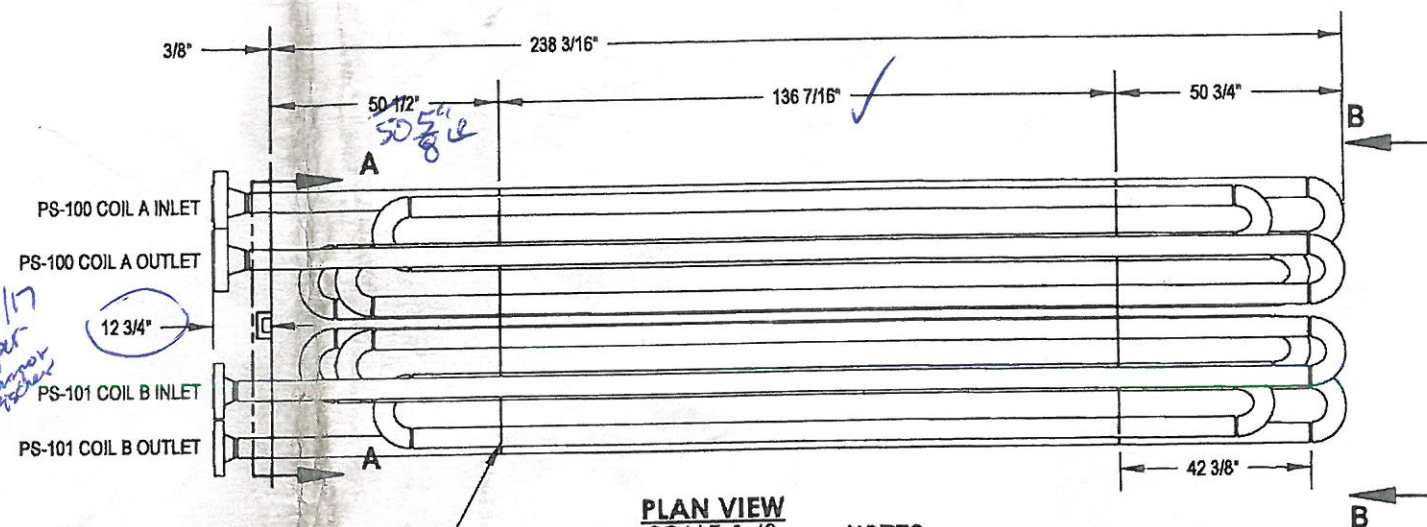 3/8"
238 3/16"
50 1/2"
136 7/16"
50 3/4"
50 5/8"
B
A
PS-100 COIL A INLET
PS-100 COIL A OUTLET
12 3/4"
PS-101 COIL B INLET
PS-101 COIL B OUTLET
A
42 3/8"
PLAN VIEW
B
NOTES